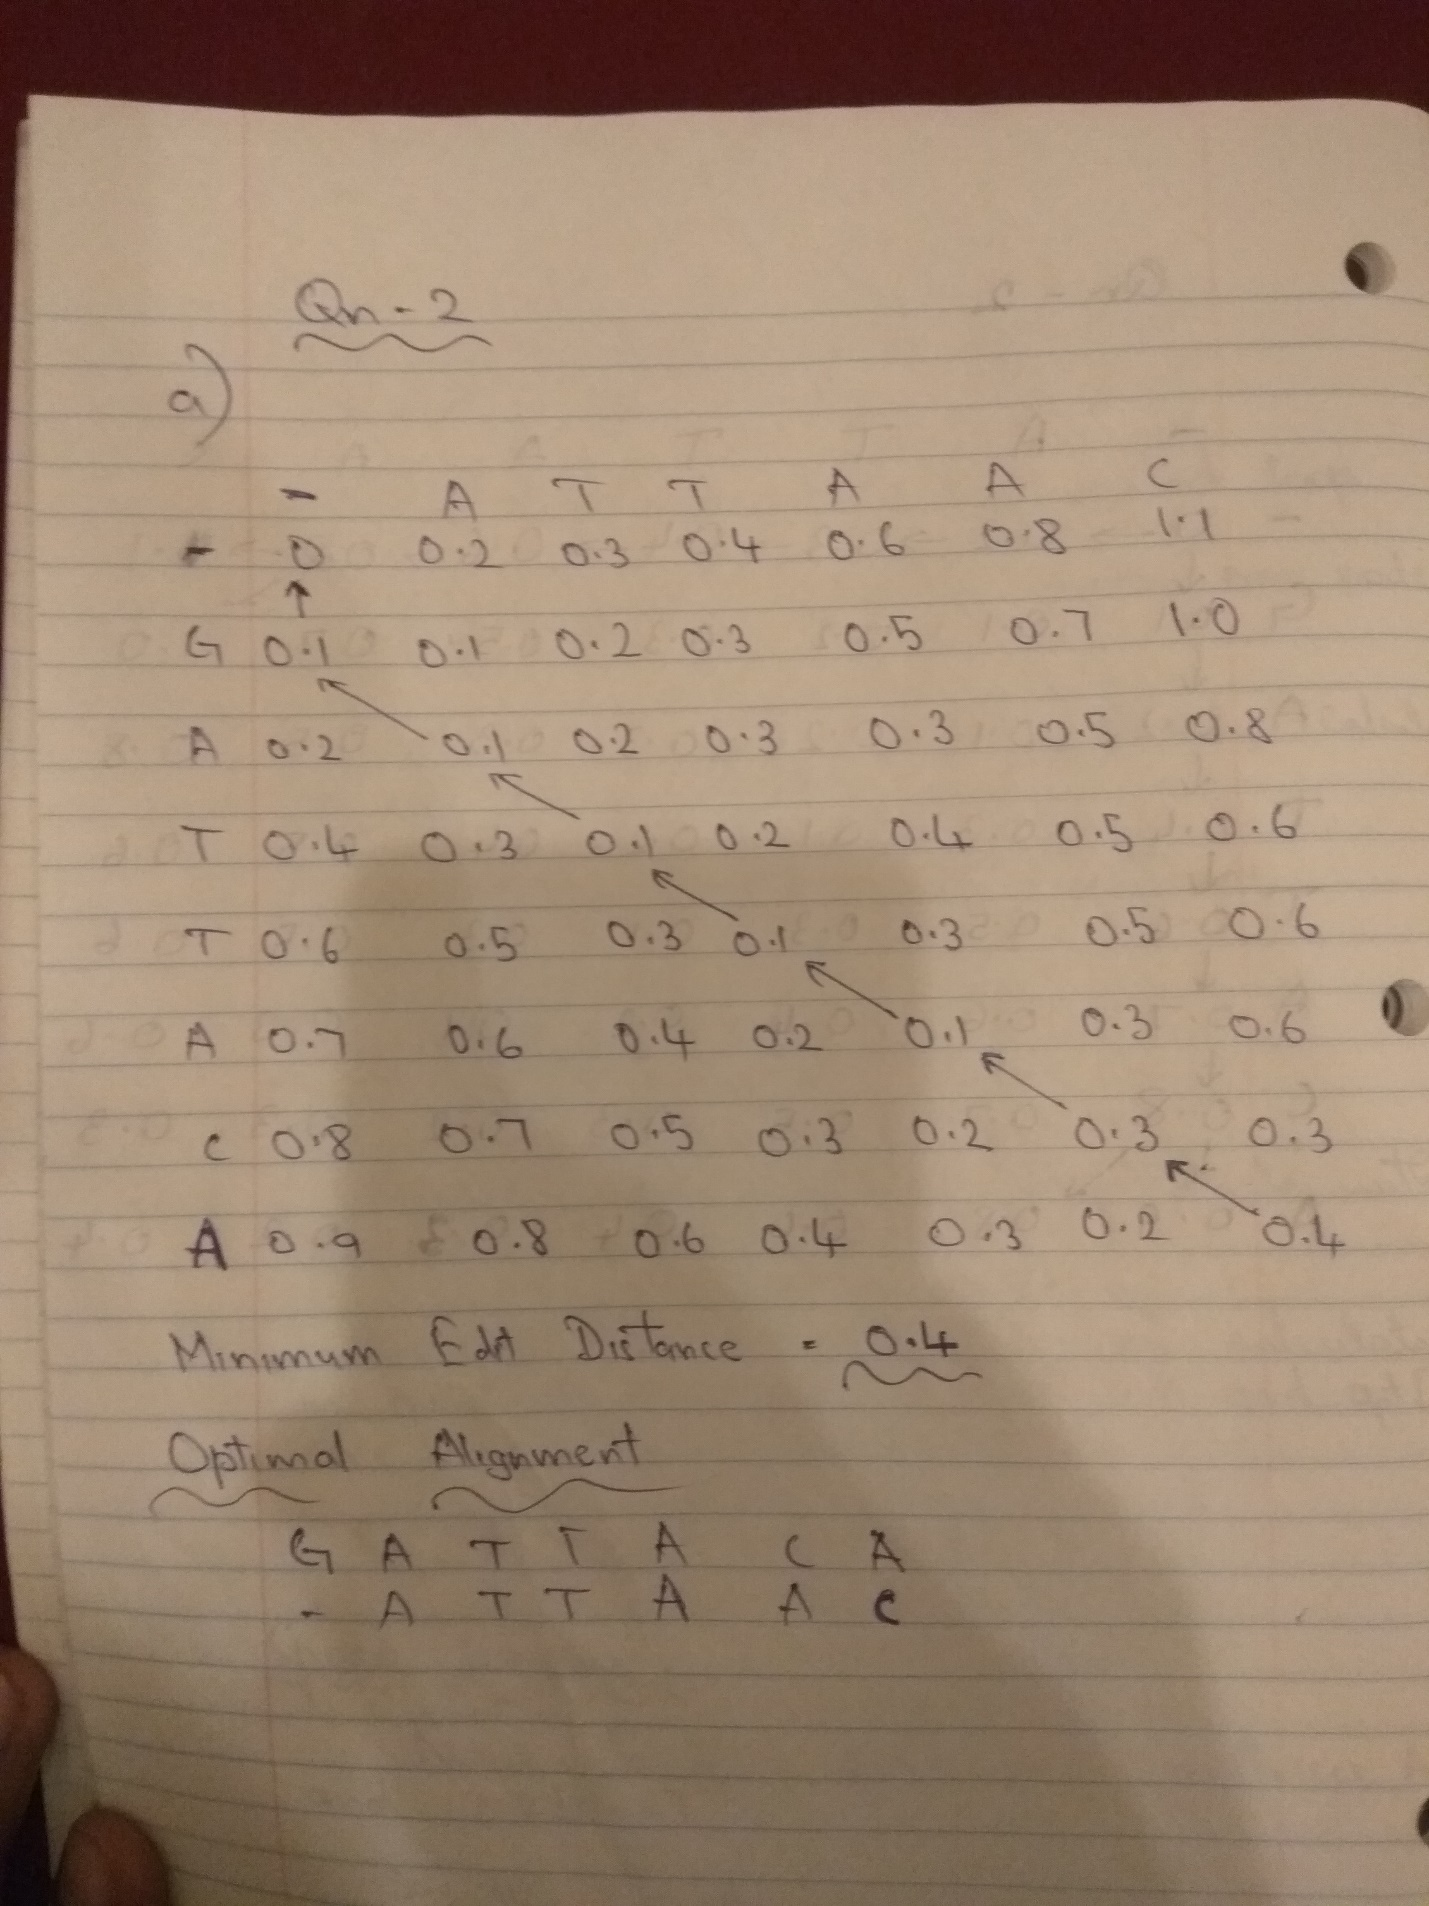 Qn-2
a)
- A T T A A C
- 0 0.2 0.3 0.4 0.6 0.8 1.1
G 0.1 0.1 0.2 0.3 0.5 0.7 1.0
A 0.2 0.1 0.2 0.3 0.3 0.5 0.8
T 0.4 0.3 0.1 0.2 0.4 0.5 0.6
T 0.6 0.5 0.3 0.1 0.3 0.5 0.6
A 0.7 0.6 0.4 0.2 0.1 0.3 0.6
C 0.8 0.7 0.5 0.3 0.2 0.3 0.3
A 0.9 0.8 0.6 0.4 0.3 0.2 0.4
Minimum Edit Distance = 0.4
Optimal Alignment
G A T T A C A
- A T T A A C